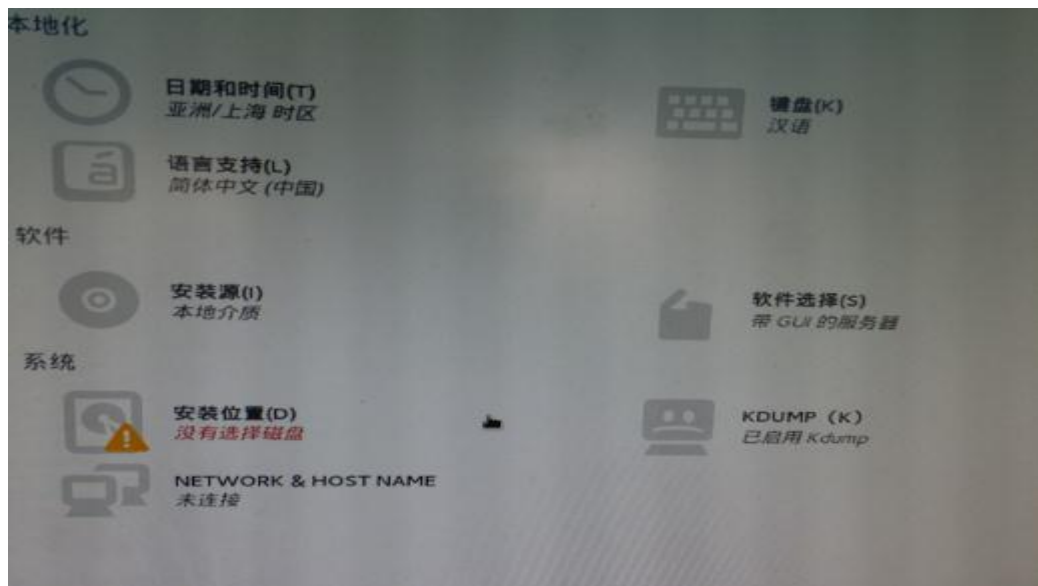 本地化
日期和时间(T)
亚洲/上海 时区
键盘(K)
汉语
语言支持(L)
简体中文 (中国)
软件
安装源(I)
本地介质
软件选择(S)
带 GUI 的服务器
系统
安装位置(D)
没有选择磁盘
KDUMP（K）
已启用 Kdump
NETWORK & HOST NAME
未连接